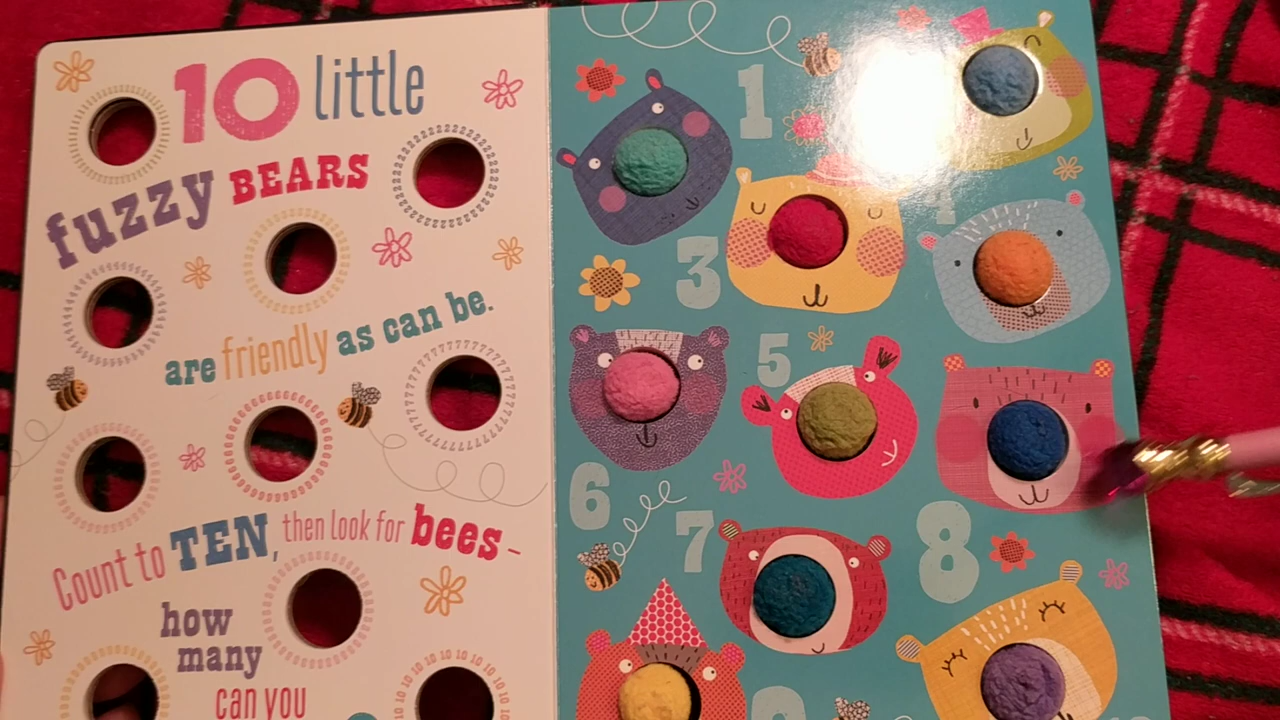 10 little
fuzzy BEARS
are friendly as can be.
Count to TEN, then look for bees-
how
many
can you
1
3
4
5
6
7
8